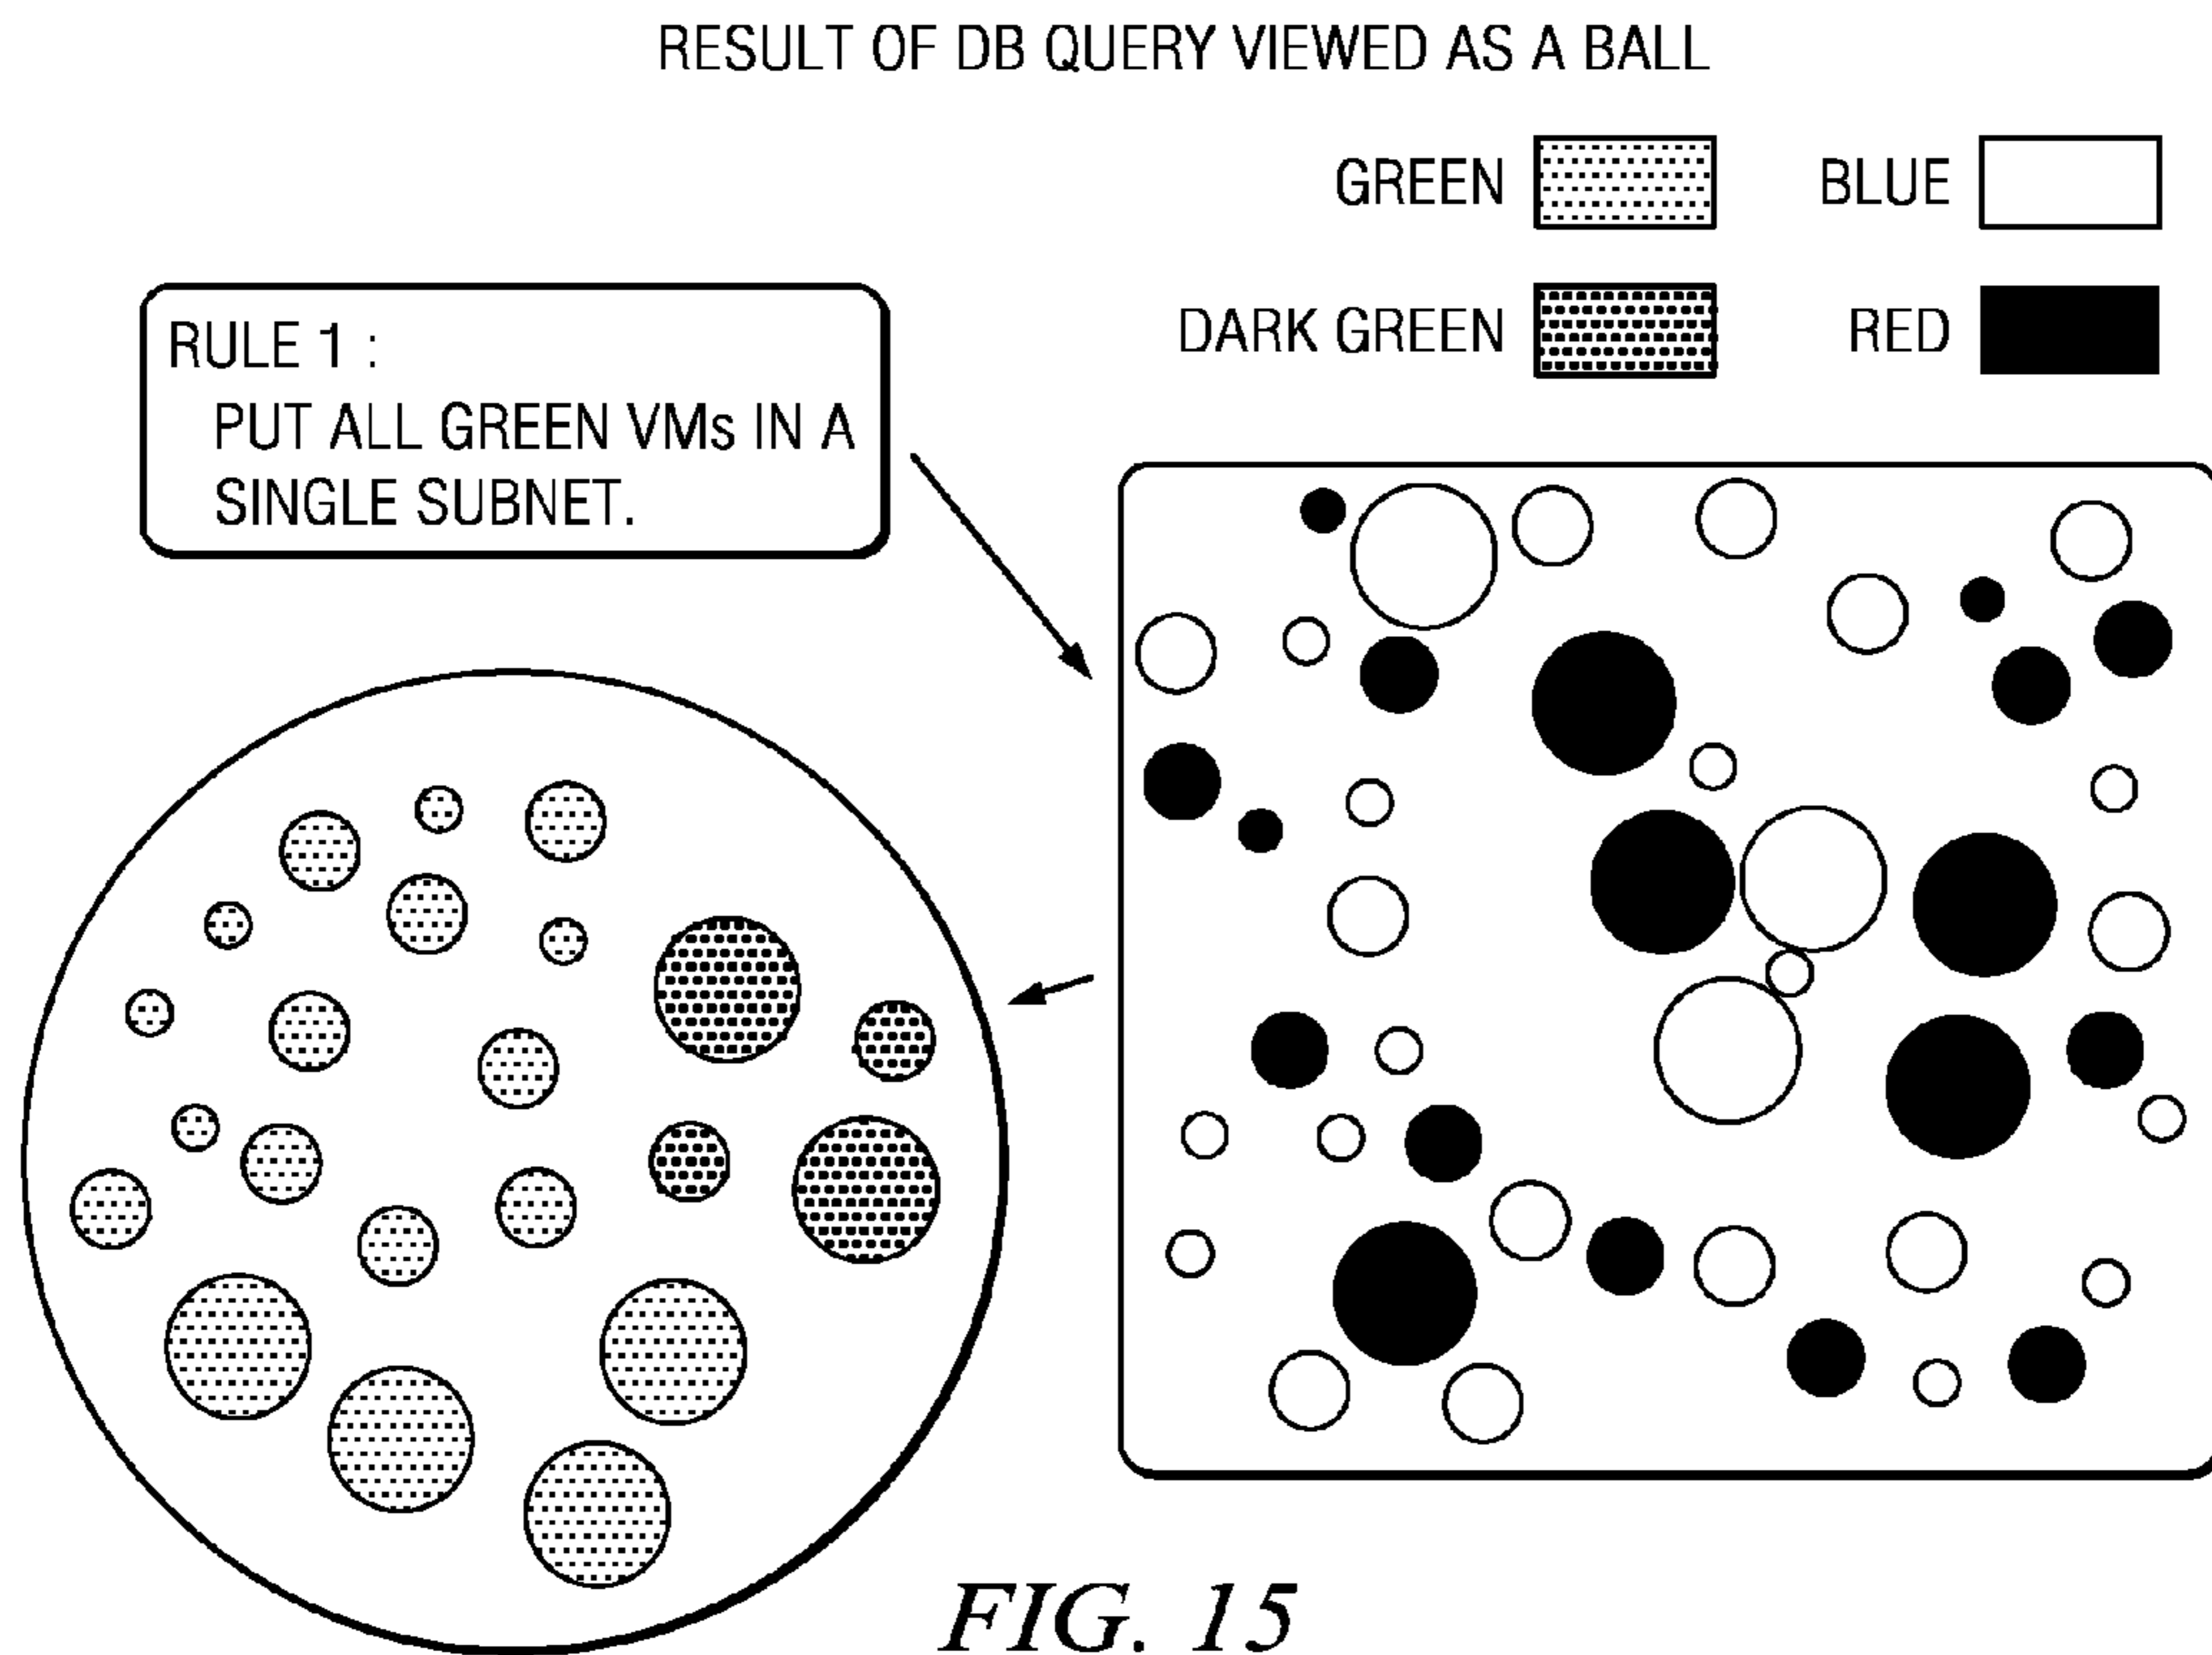 RESULT OF DB QUERY VIEWED AS A BALL
GREEN
BLUE
DARK GREEN
RED
RULE 1 :
PUT ALL GREEN VMs IN A
SINGLE SUBNET.
FIG. 15